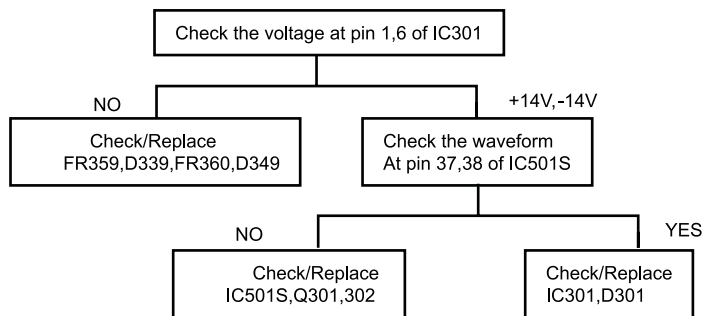 Check the voltage at pin 1,6 of IC301
NO
+14V,-14V
Check/Replace
FR359,D339,FR360,D349
Check the waveform
At pin 37,38 of IC501S
NO
YES
Check/Replace
IC501S,Q301,302
Check/Replace
IC301,D301